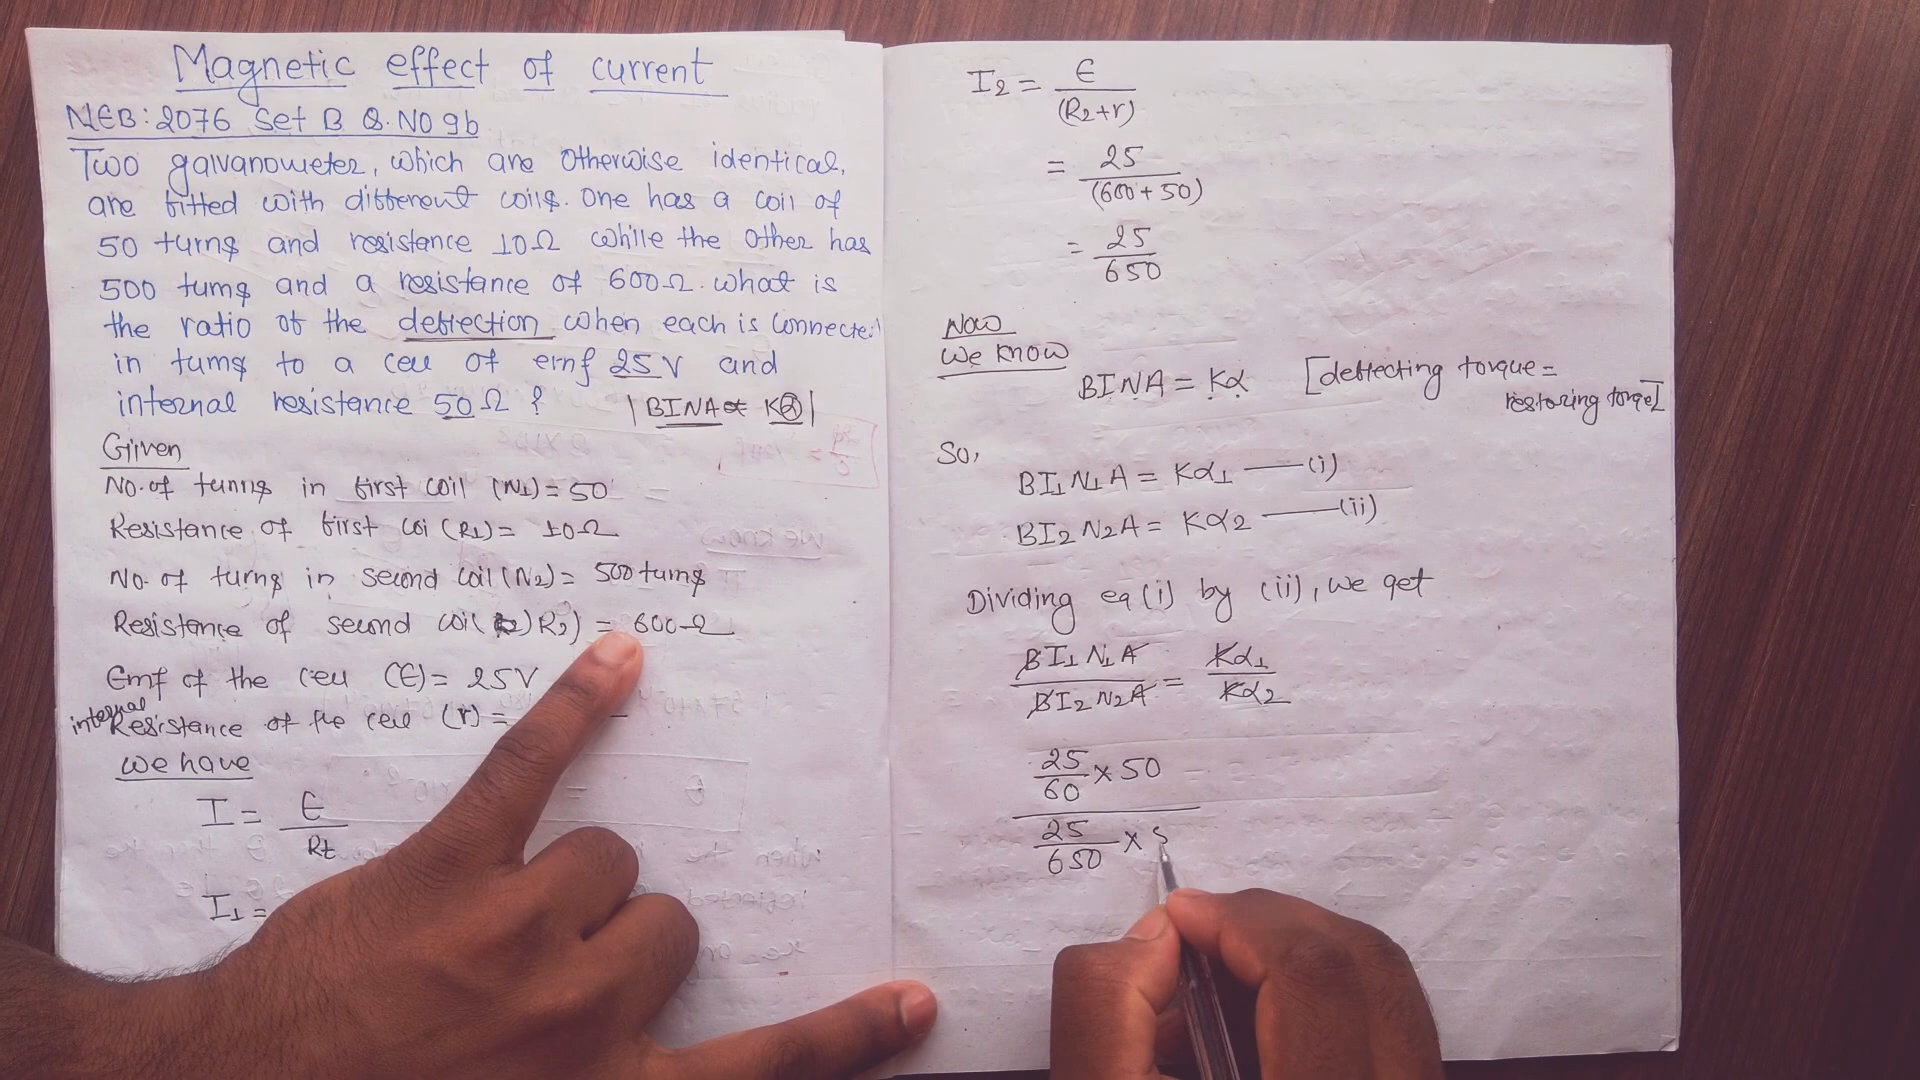 Magnetic effect of current
NEB: 2076 Set B Q. NO 9b
Two galvanometer, which are otherwise identical,
are fitted with different coils. One has a coil of
50 turns and resistance 10Ω while the other has
500 turns and a resistance of 600Ω. what is
the ratio of the deflection when each is connected
in turns to a cell of emf 25 V and
internal resistance 50Ω ? |BINA = Kα|
Given
No. of turns in first coil (N1) = 50
Resistance of first coi (R1) = 10Ω
No. of turns in second coil (N2) = 500 turns
Resistance of second coil ( ) R2) = 600Ω
Emf of the cell (E) = 25V
internal Resistance of the cell (r) =
we have
I = E / Rt
I1 =
I2 = E / (R2+r)
= 25 / (600 + 50)
= 25 / 650
Now
We know
BINA = Kα [deflecting torque =
restoring torque]
So,
BI1N1A = Kα1 —— (i)
BI2N2A = Kα2 —— (ii)
Dividing eq (i) by (ii), we get
BI1N1A / BI2N2A = Kα1 / Kα2
25/60 × 50
25/650 × 5